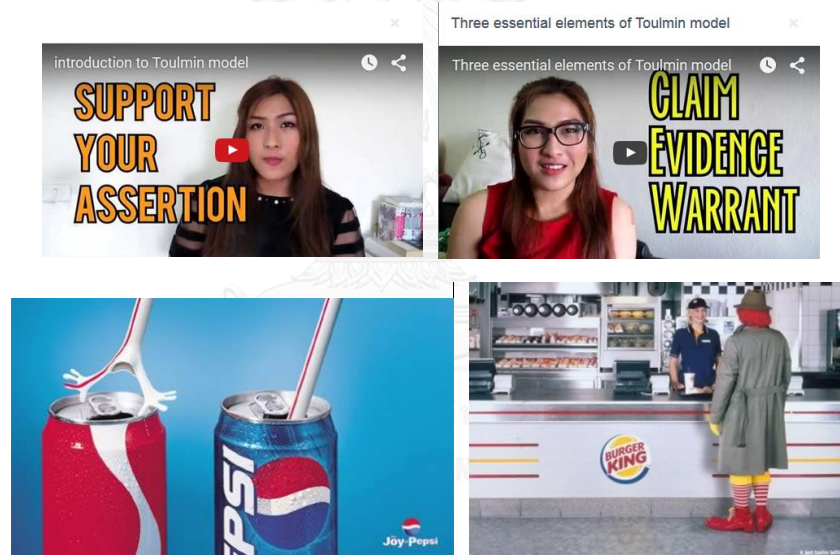 Three essential elements of Toulmin model
introduction to Toulmin model
SUPPORT
YOUR
ASSERTION
Three essential elements of Toulmin model
CLAIM
EVIDENCE
WARRANT
PEPSI
Joy-Pepsi
BURGER
KING